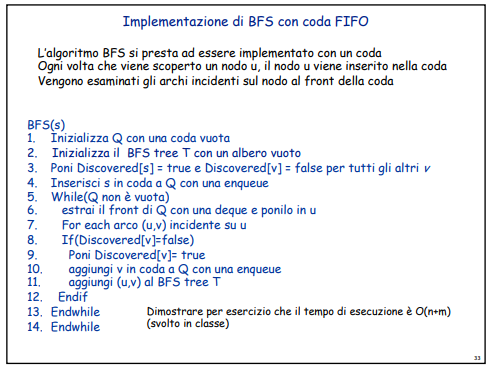 Implementazione di BFS con coda FIFO
L'algoritmo BFS si presta ad essere implementato con un coda
Ogni volta che viene scoperto un nodo u, il nodo u viene inserito nella coda
Vengono esaminati gli archi incidenti sul nodo al front della coda
BFS(s)
1. Inizializza Q con una coda vuota
2. Inizializza il BFS tree T con un albero vuoto
3. Poni Discovered[s] = true e Discovered[v] = false per tutti gli altri v
4. Inserisci s in coda a Q con una enqueue
5. While(Q non è vuota)
6. estrai il front di Q con una deque e ponilo in u
7. For each arco (u,v) incidente su u
8. If(Discovered[v]=false)
9. Poni Discovered[v]= true
10. aggiungi v in coda a Q con una enqueue
11. aggiungi (u,v) al BFS tree T
12. Endif
13. Endwhile
14. Endwhile
Dimostrare per esercizio che il tempo di esecuzione è O(n+m)
(svolto in classe)
33